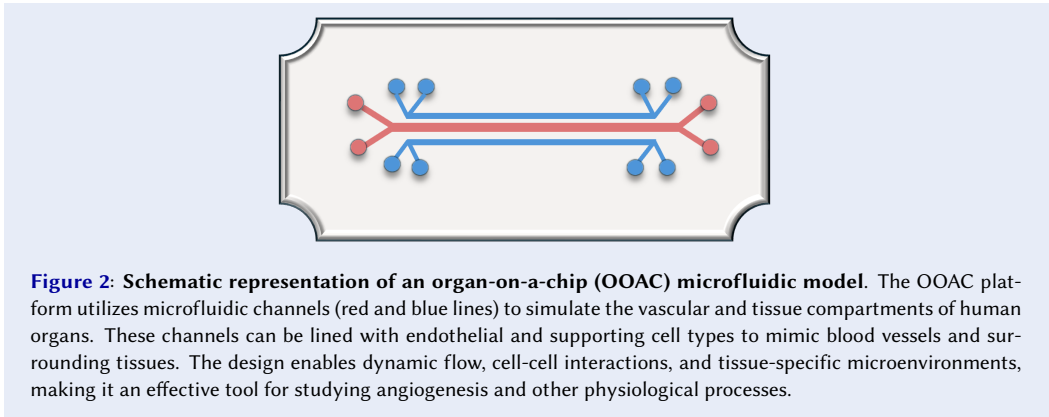 Figure 2: Schematic representation of an organ-on-a-chip (OOAC) microfluidic model. The OOAC plat-
form utilizes microfluidic channels (red and blue lines) to simulate the vascular and tissue compartments of human
organs. These channels can be lined with endothelial and supporting cell types to mimic blood vessels and sur-
rounding tissues. The design enables dynamic flow, cell-cell interactions, and tissue-specific microenvironments,
making it an effective tool for studying angiogenesis and other physiological processes.